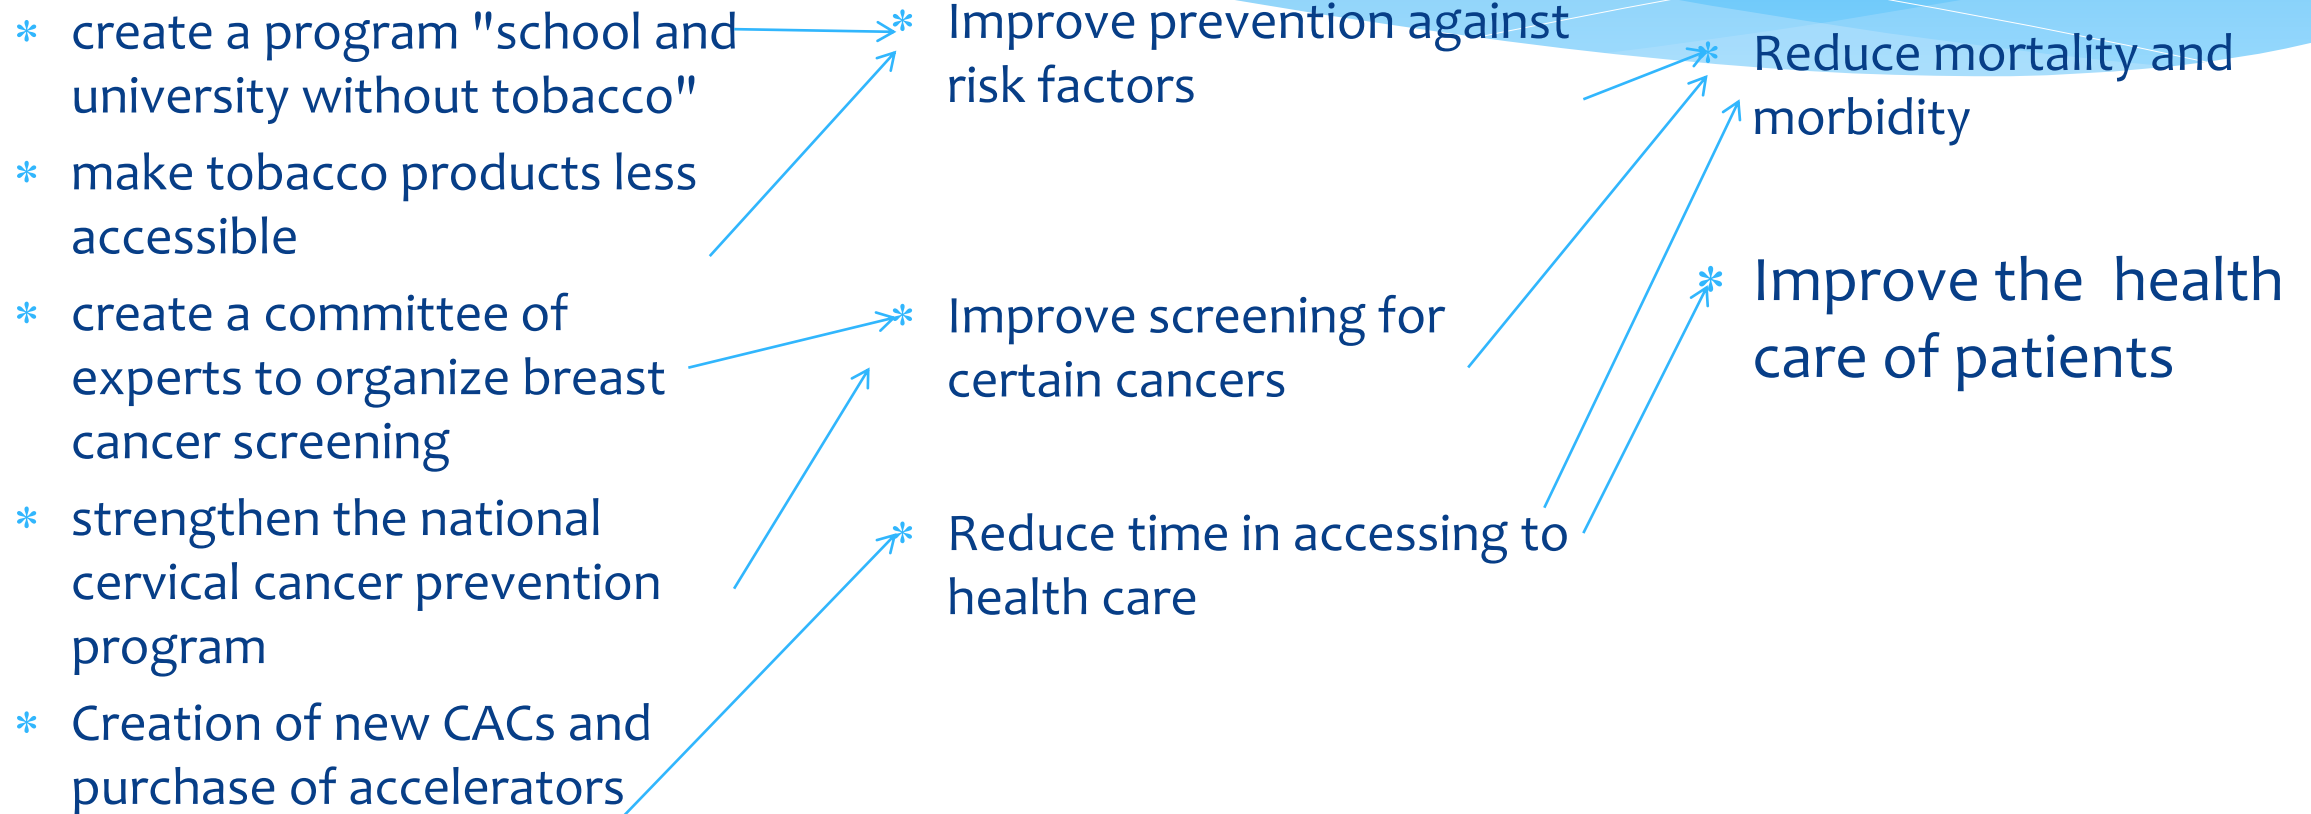 * create a program "school and
university without tobacco"
* make tobacco products less
accessible
* create a committee of
experts to organize breast
cancer screening
* strengthen the national
cervical cancer prevention
program
* Creation of new CACs and
purchase of accelerators
* Improve prevention against
risk factors
* Improve screening for
certain cancers
* Reduce time in accessing to
health care
* Reduce mortality and
morbidity
* Improve the health
care of patients